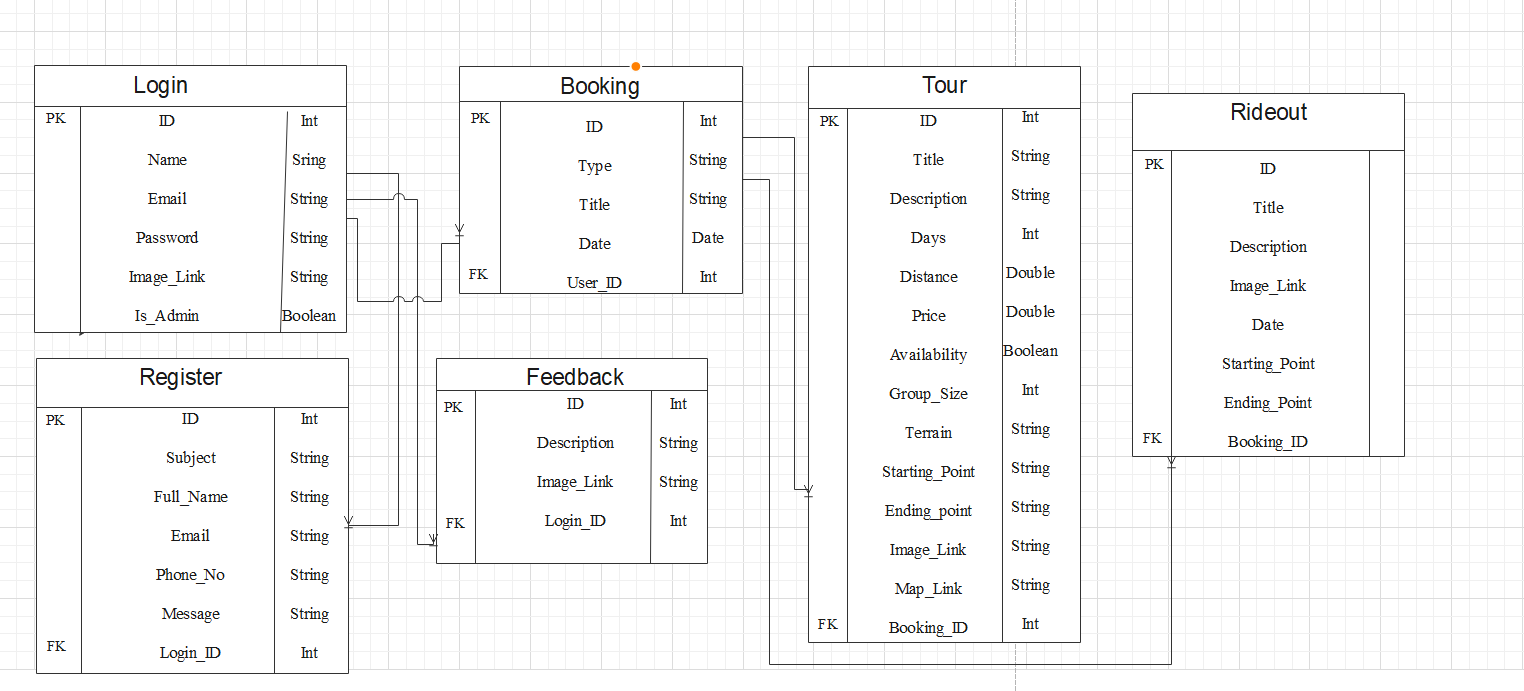 Login
PK ID Int
Name Sring
Email String
Password String
Image_Link String
Is_Admin Boolean
Booking
PK ID Int
Type String
Title String
Date Date
FK User_ID Int
Tour
PK ID Int
Title String
Description String
Days Int
Distance Double
Price Double
Availability Boolean
Group_Size Int
Terrain String
Starting_Point String
Ending_point String
Image_Link String
Map_Link String
FK Booking_ID Int
Rideout
PK ID
Title
Description
Image_Link
Date
Starting_Point
Ending_Point
FK Booking_ID
Register
PK ID Int
Subject String
Full_Name String
Email String
Phone_No String
Message String
FK Login_ID Int
Feedback
PK ID Int
Description String
Image_Link String
FK Login_ID Int